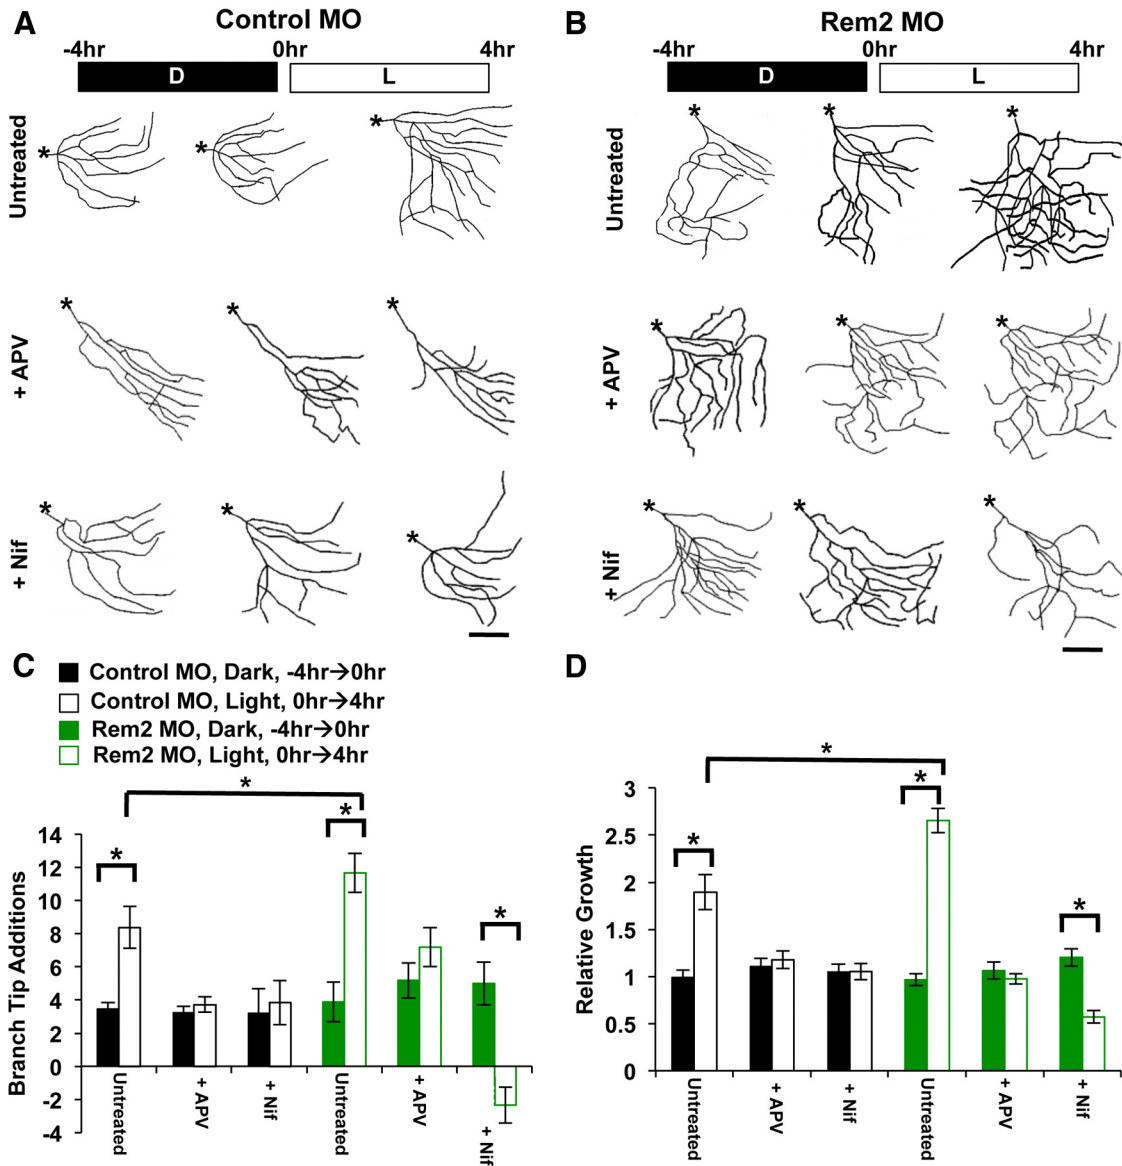 A
Control MO
-4hr 0hr 4hr
D L
Untreated
* * *
+ APV
* * *
+ Nif
* * *
B
Rem2 MO
-4hr 0hr 4hr
D L
Untreated
* * *
+ APV
* * *
+ Nif
* * *
C
Control MO, Dark, -4hr→0hr
Control MO, Light, 0hr→4hr
Rem2 MO, Dark, -4hr→0hr
Rem2 MO, Light, 0hr→4hr
*
* * *
Branch Tip Additions
14
12
10
8
6
4
2
0
-2
-4
Untreated
+ APV
+ Nif
Untreated
+ APV
+ Nif
D
*
* * *
Relative Growth
3
2.5
2
1.5
1
0.5
0
Untreated
+ APV
+ Nif
Untreated
+ APV
+ Nif